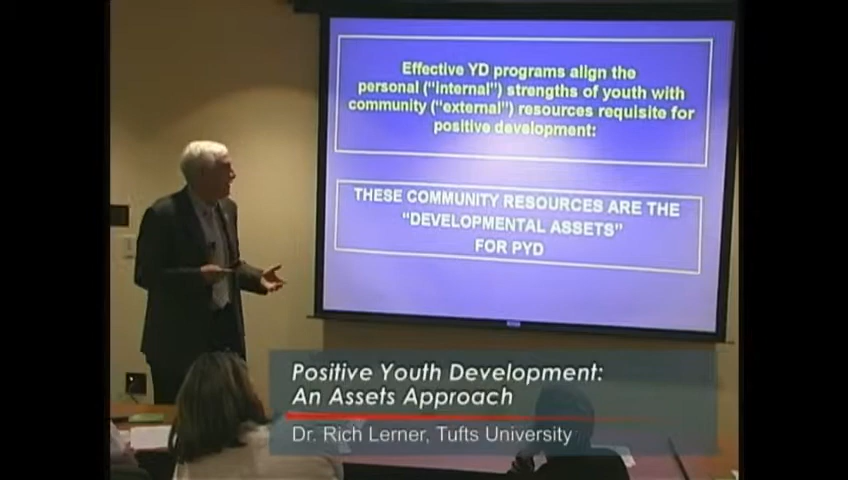 Effective YD programs align the
personal ("internal") strengths of youth with
community ("external") resources requisite for
positive development:
THESE COMMUNITY RESOURCES ARE THE
"DEVELOPMENTAL ASSETS"
FOR PYD
Positive Youth Development:
An Assets Approach
Dr. Rich Lerner, Tufts University